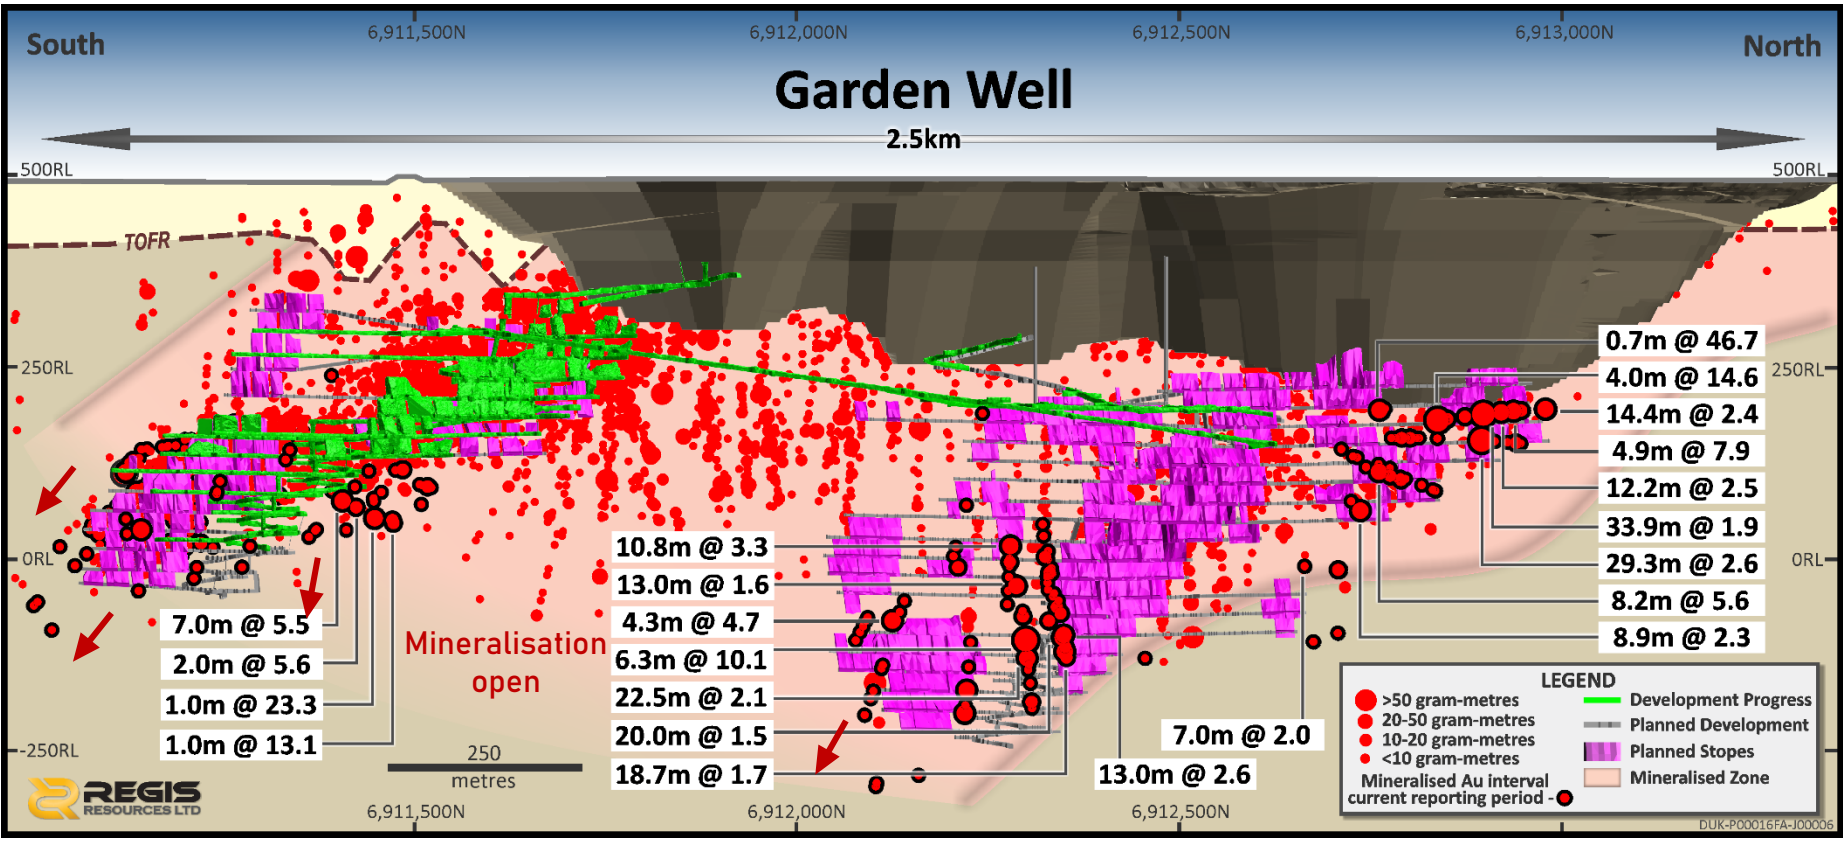 6,911,500N
6,912,000N
6,912,500N
6,913,000N
South
North
Garden Well
2.5km
500RL
500RL
TOFR
250RL
250RL
0RL
0RL
-250RL
0.7m @ 46.7
4.0m @ 14.6
14.4m @ 2.4
4.9m @ 7.9
12.2m @ 2.5
33.9m @ 1.9
29.3m @ 2.6
8.2m @ 5.6
8.9m @ 2.3
10.8m @ 3.3
13.0m @ 1.6
4.3m @ 4.7
6.3m @ 10.1
22.5m @ 2.1
20.0m @ 1.5
18.7m @ 1.7
7.0m @ 5.5
2.0m @ 5.6
1.0m @ 23.3
1.0m @ 13.1
Mineralisation
open
7.0m @ 2.0
13.0m @ 2.6
250
metres
REGIS
RESOURCES LTD
6,911,500N
6,912,000N
6,912,500N
LEGEND
>50 gram-metres
20-50 gram-metres
10-20 gram-metres
<10 gram-metres
Mineralised Au interval
current reporting period -
Development Progress
Planned Development
Planned Stopes
Mineralised Zone
DUK-P00016FA-J00006